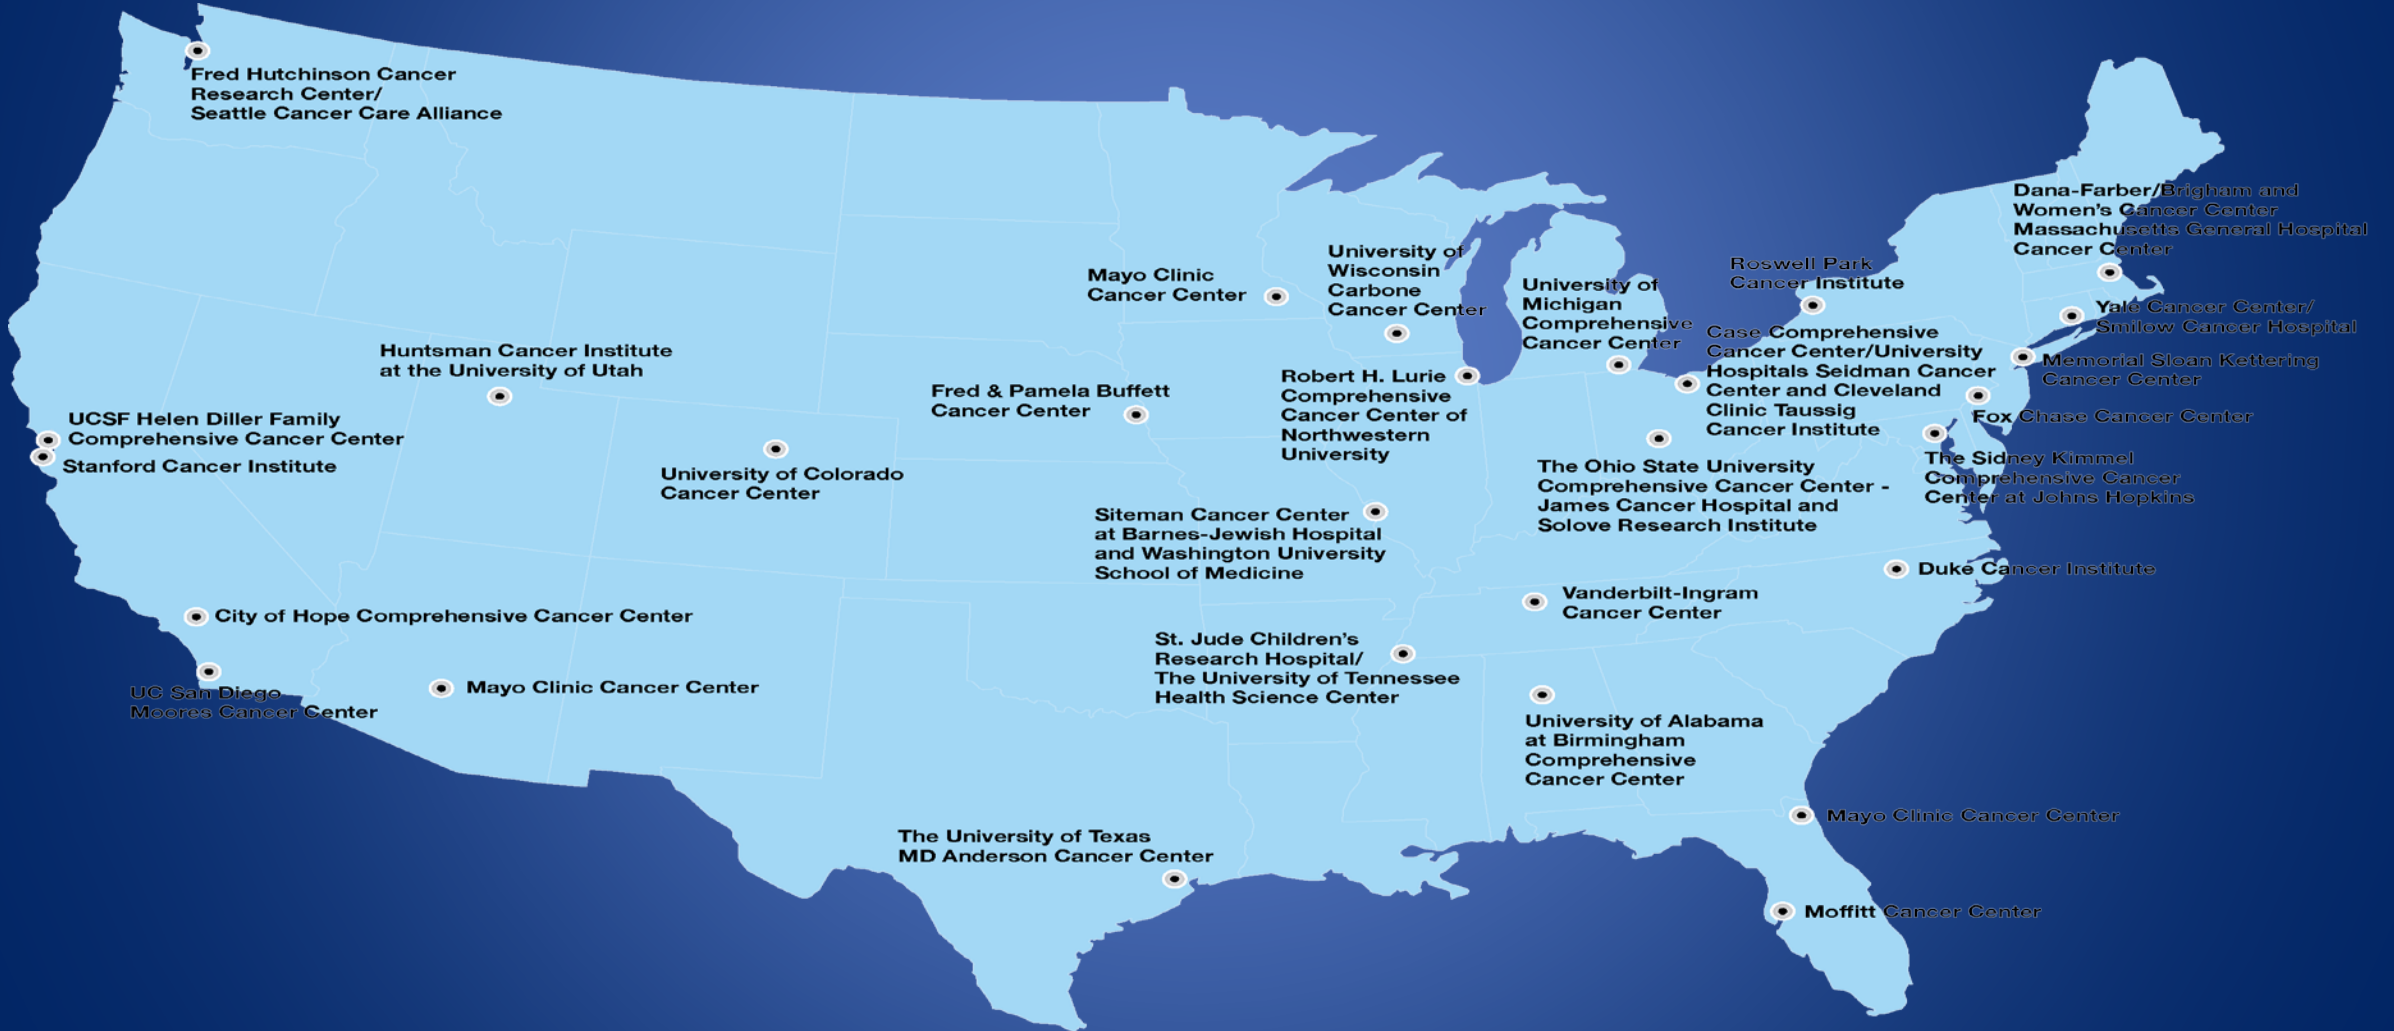 Fred Hutchinson Cancer
Research Center/
Seattle Cancer Care Alliance
Dana-Farber/Brigham and
Women's Cancer Center
Massachusetts General Hospital
Cancer Center
Mayo Clinic
Cancer Center
University of
Wisconsin
Carbone
Cancer Center
University of
Michigan
Comprehensive
Cancer Center
Roswell Park
Cancer Institute
Yale Cancer Center/
Smilow Cancer Hospital
Case Comprehensive
Cancer Center/University
Hospitals Seidman Cancer
Center and Cleveland
Clinic Taussig
Cancer Institute
Memorial Sloan Kettering
Cancer Center
Huntsman Cancer Institute
at the University of Utah
Fred & Pamela Buffett
Cancer Center
Robert H. Lurie
Comprehensive
Cancer Center of
Northwestern
University
Fox Chase Cancer Center
UCSF Helen Diller Family
Comprehensive Cancer Center
Stanford Cancer Institute
University of Colorado
Cancer Center
The Ohio State University
Comprehensive Cancer Center -
James Cancer Hospital and
Solove Research Institute
The Sidney Kimmel
Comprehensive Cancer
Center at Johns Hopkins
Siteman Cancer Center
at Barnes-Jewish Hospital
and Washington University
School of Medicine
Duke Cancer Institute
Vanderbilt-Ingram
Cancer Center
City of Hope Comprehensive Cancer Center
St. Jude Children's
Research Hospital/
The University of Tennessee
Health Science Center
UC San Diego
Moores Cancer Center
Mayo Clinic Cancer Center
University of Alabama
at Birmingham
Comprehensive
Cancer Center
Mayo Clinic Cancer Center
The University of Texas
MD Anderson Cancer Center
Moffitt Cancer Center